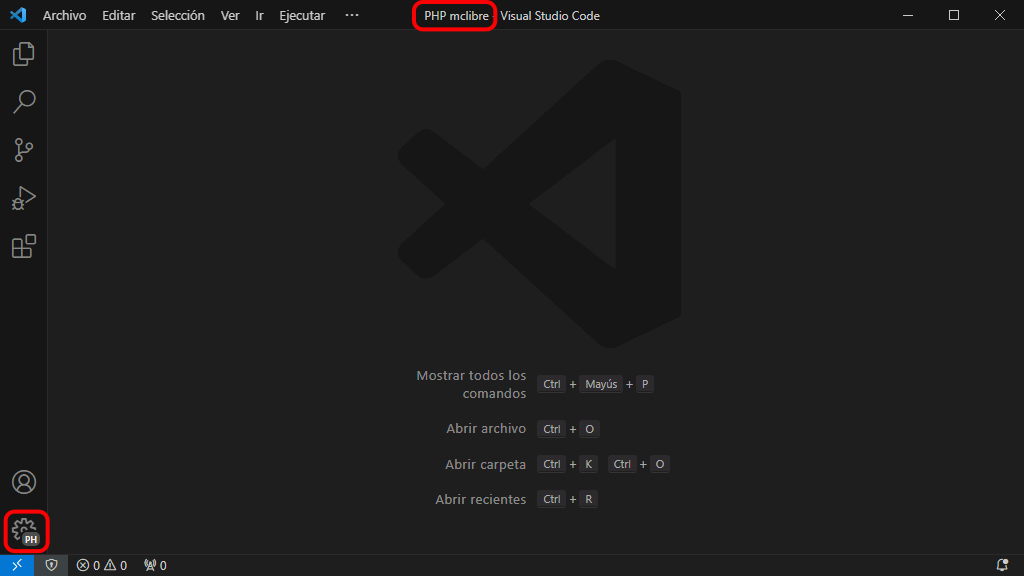 Archivo Editar Selección Ver Ir Ejecutar ··· PHP mclibre - Visual Studio Code
Mostrar todos los comandos Ctrl + Mayús + P
Abrir archivo Ctrl + O
Abrir carpeta Ctrl + K Ctrl + O
Abrir recientes Ctrl + R
PH
0 0 0